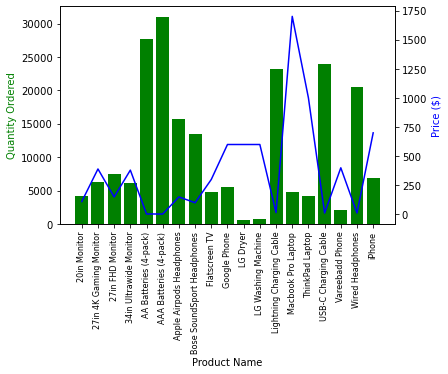 30000
25000
20000
15000
10000
5000
0
Quantity Ordered
1750
1500
1250
1000
750
500
250
0
Price ($)
20in Monitor
27in 4K Gaming Monitor
27in FHD Monitor
34in Ultrawide Monitor
AA Batteries (4-pack)
AAA Batteries (4-pack)
Apple Airpods Headphones
Bose SoundSport Headphones
Flatscreen TV
Google Phone
LG Dryer
LG Washing Machine
Lightning Charging Cable
Macbook Pro Laptop
ThinkPad Laptop
USB-C Charging Cable
Vareebadd Phone
Wired Headphones
iPhone
Product Name